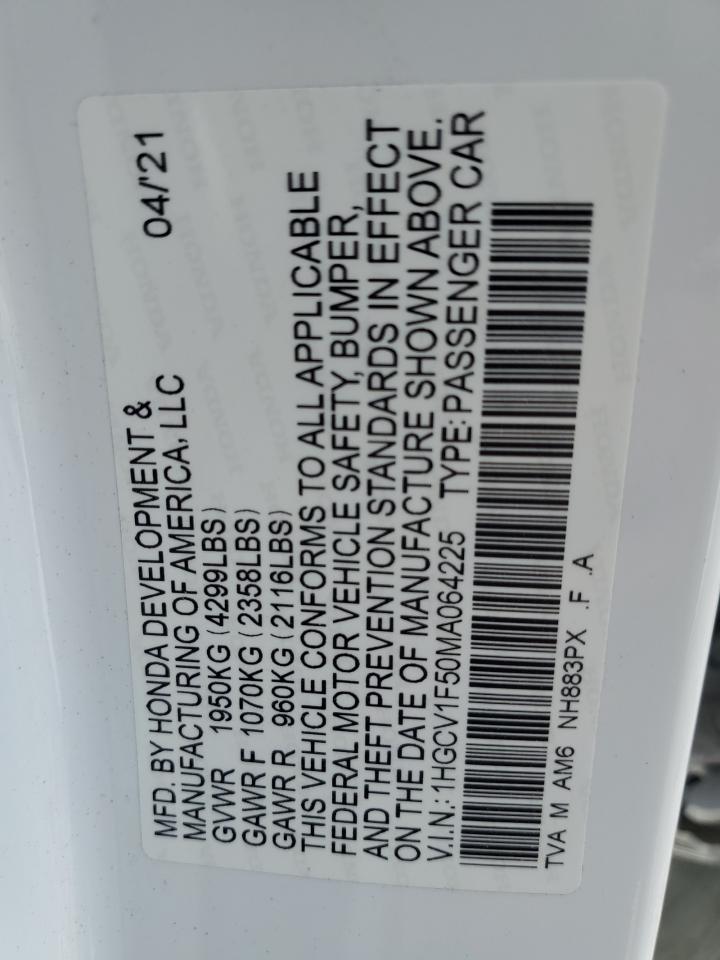 MFD. BY HONDA DEVELOPMENT & 04/'21
MANUFACTURING OF AMERICA, LLC
GVWR 1950KG (4299LBS)
GAWR F 1070KG (2358LBS)
GAWR R 960KG (2116LBS)
THIS VEHICLE CONFORMS TO ALL APPLICABLE
FEDERAL MOTOR VEHICLE SAFETY, BUMPER,
AND THEFT PREVENTION STANDARDS IN EFFECT
ON THE DATE OF MANUFACTURE SHOWN ABOVE.
V.I.N.: 1HGCV1F50MA064225 TYPE: PASSENGER CAR
TVA M AM6 NH883PX .F .A